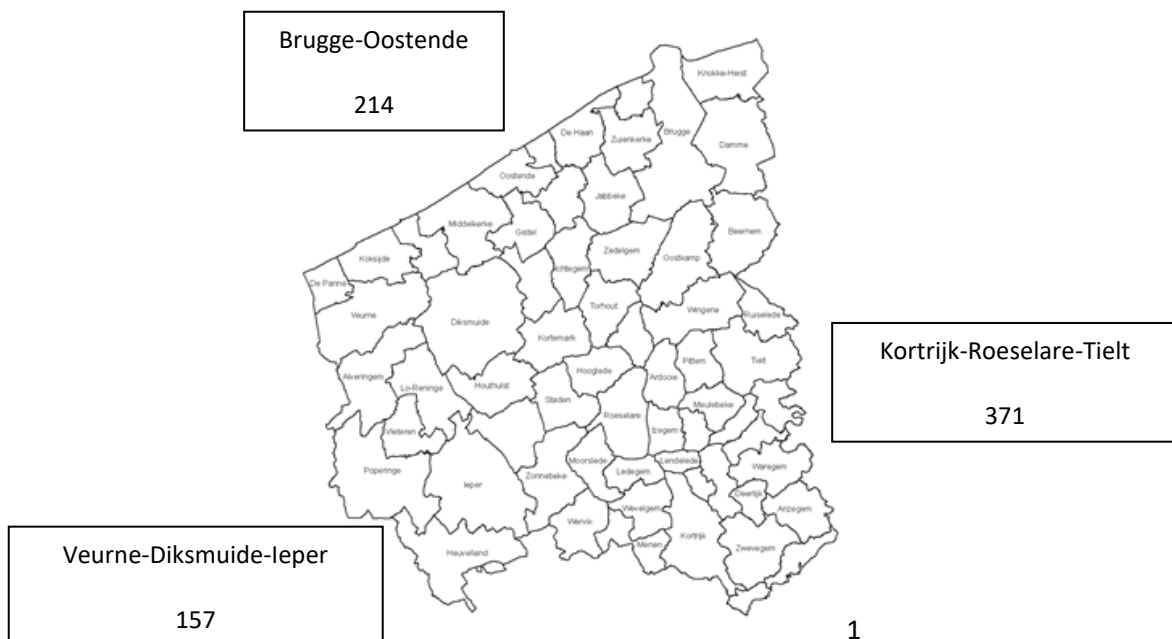 Brugge-Oostende
214
Knokke-Heist
De Haan
Zuienkerke
Brugge
Damme
Oostende
Jabbeke
Middelkerke
Gistel
Beernem
Zedelgem
Oostkamp
Koksijde
Ichtegem
De Panne
Veurne
Diksmuide
Torhout
Wingene
Ruiselede
Kortemark
Kortrijk-Roeselare-Tielt
371
Hooglede
Ardooie
Pittem
Tielt
Alveringem
Lo-Reninge
Houthulst
Staden
Roeselare
Meulebeke
Izegem
Vleteren
Poperinge
Ieper
Zonnebeke
Moorslede
Ledegem
Lendelede
Waregem
Deerlijk
Anzegem
Wervik
Wevelgem
Menen
Kortrijk
Zwevegem
Heuvelland
Veurne-Diksmuide-Ieper
157
1